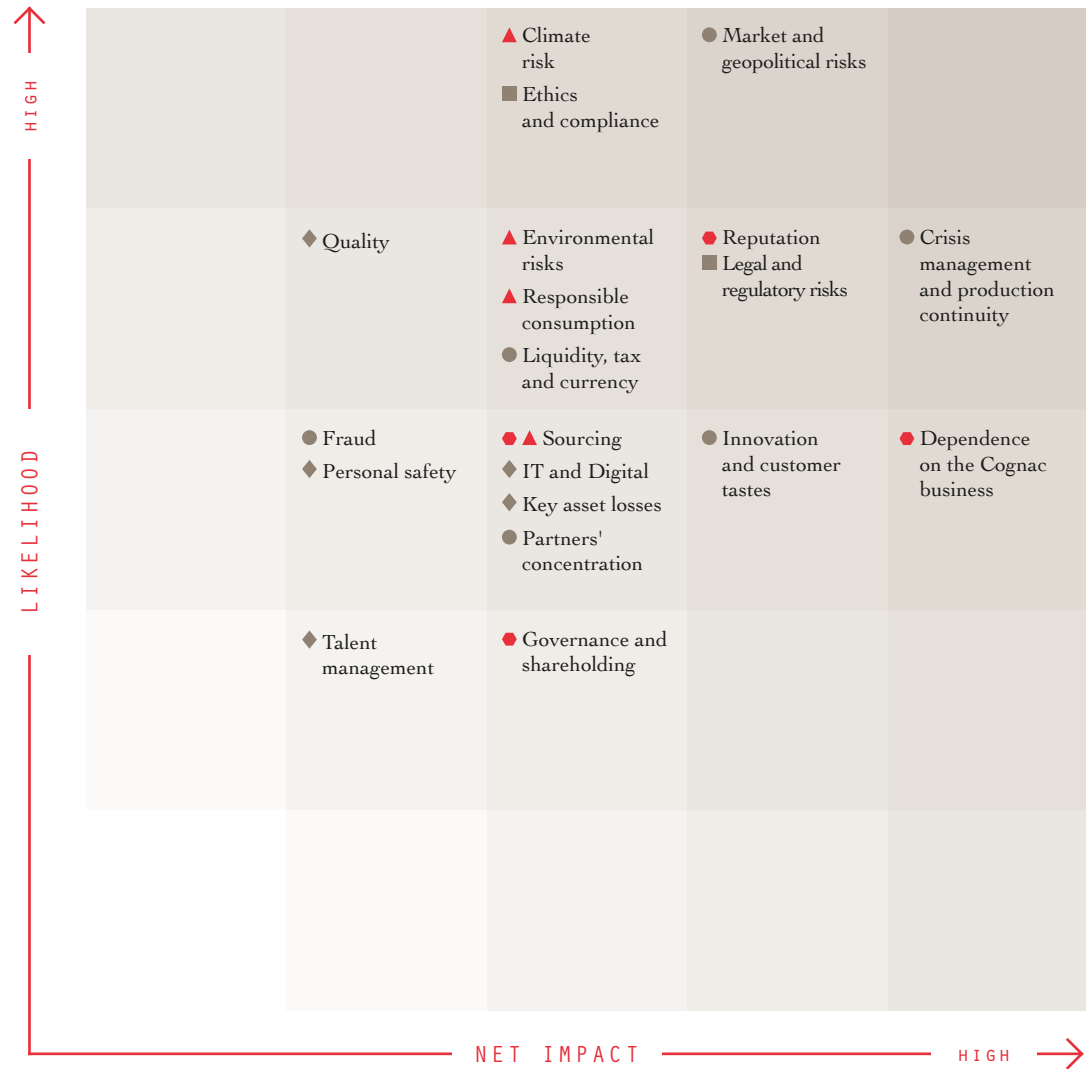 HIGH
Climate
risk
Ethics
and compliance
Market and
geopolitical risks
Quality
Environmental
risks
Responsible
consumption
Liquidity, tax
and currency
Reputation
Legal and
regulatory risks
Crisis
management
and production
continuity
LIKELIHOOD
Fraud
Personal safety
Sourcing
IT and Digital
Key asset losses
Partners'
concentration
Innovation
and customer
tastes
Dependence
on the Cognac
business
Talent
management
Governance and
shareholding
NET IMPACT
HIGH